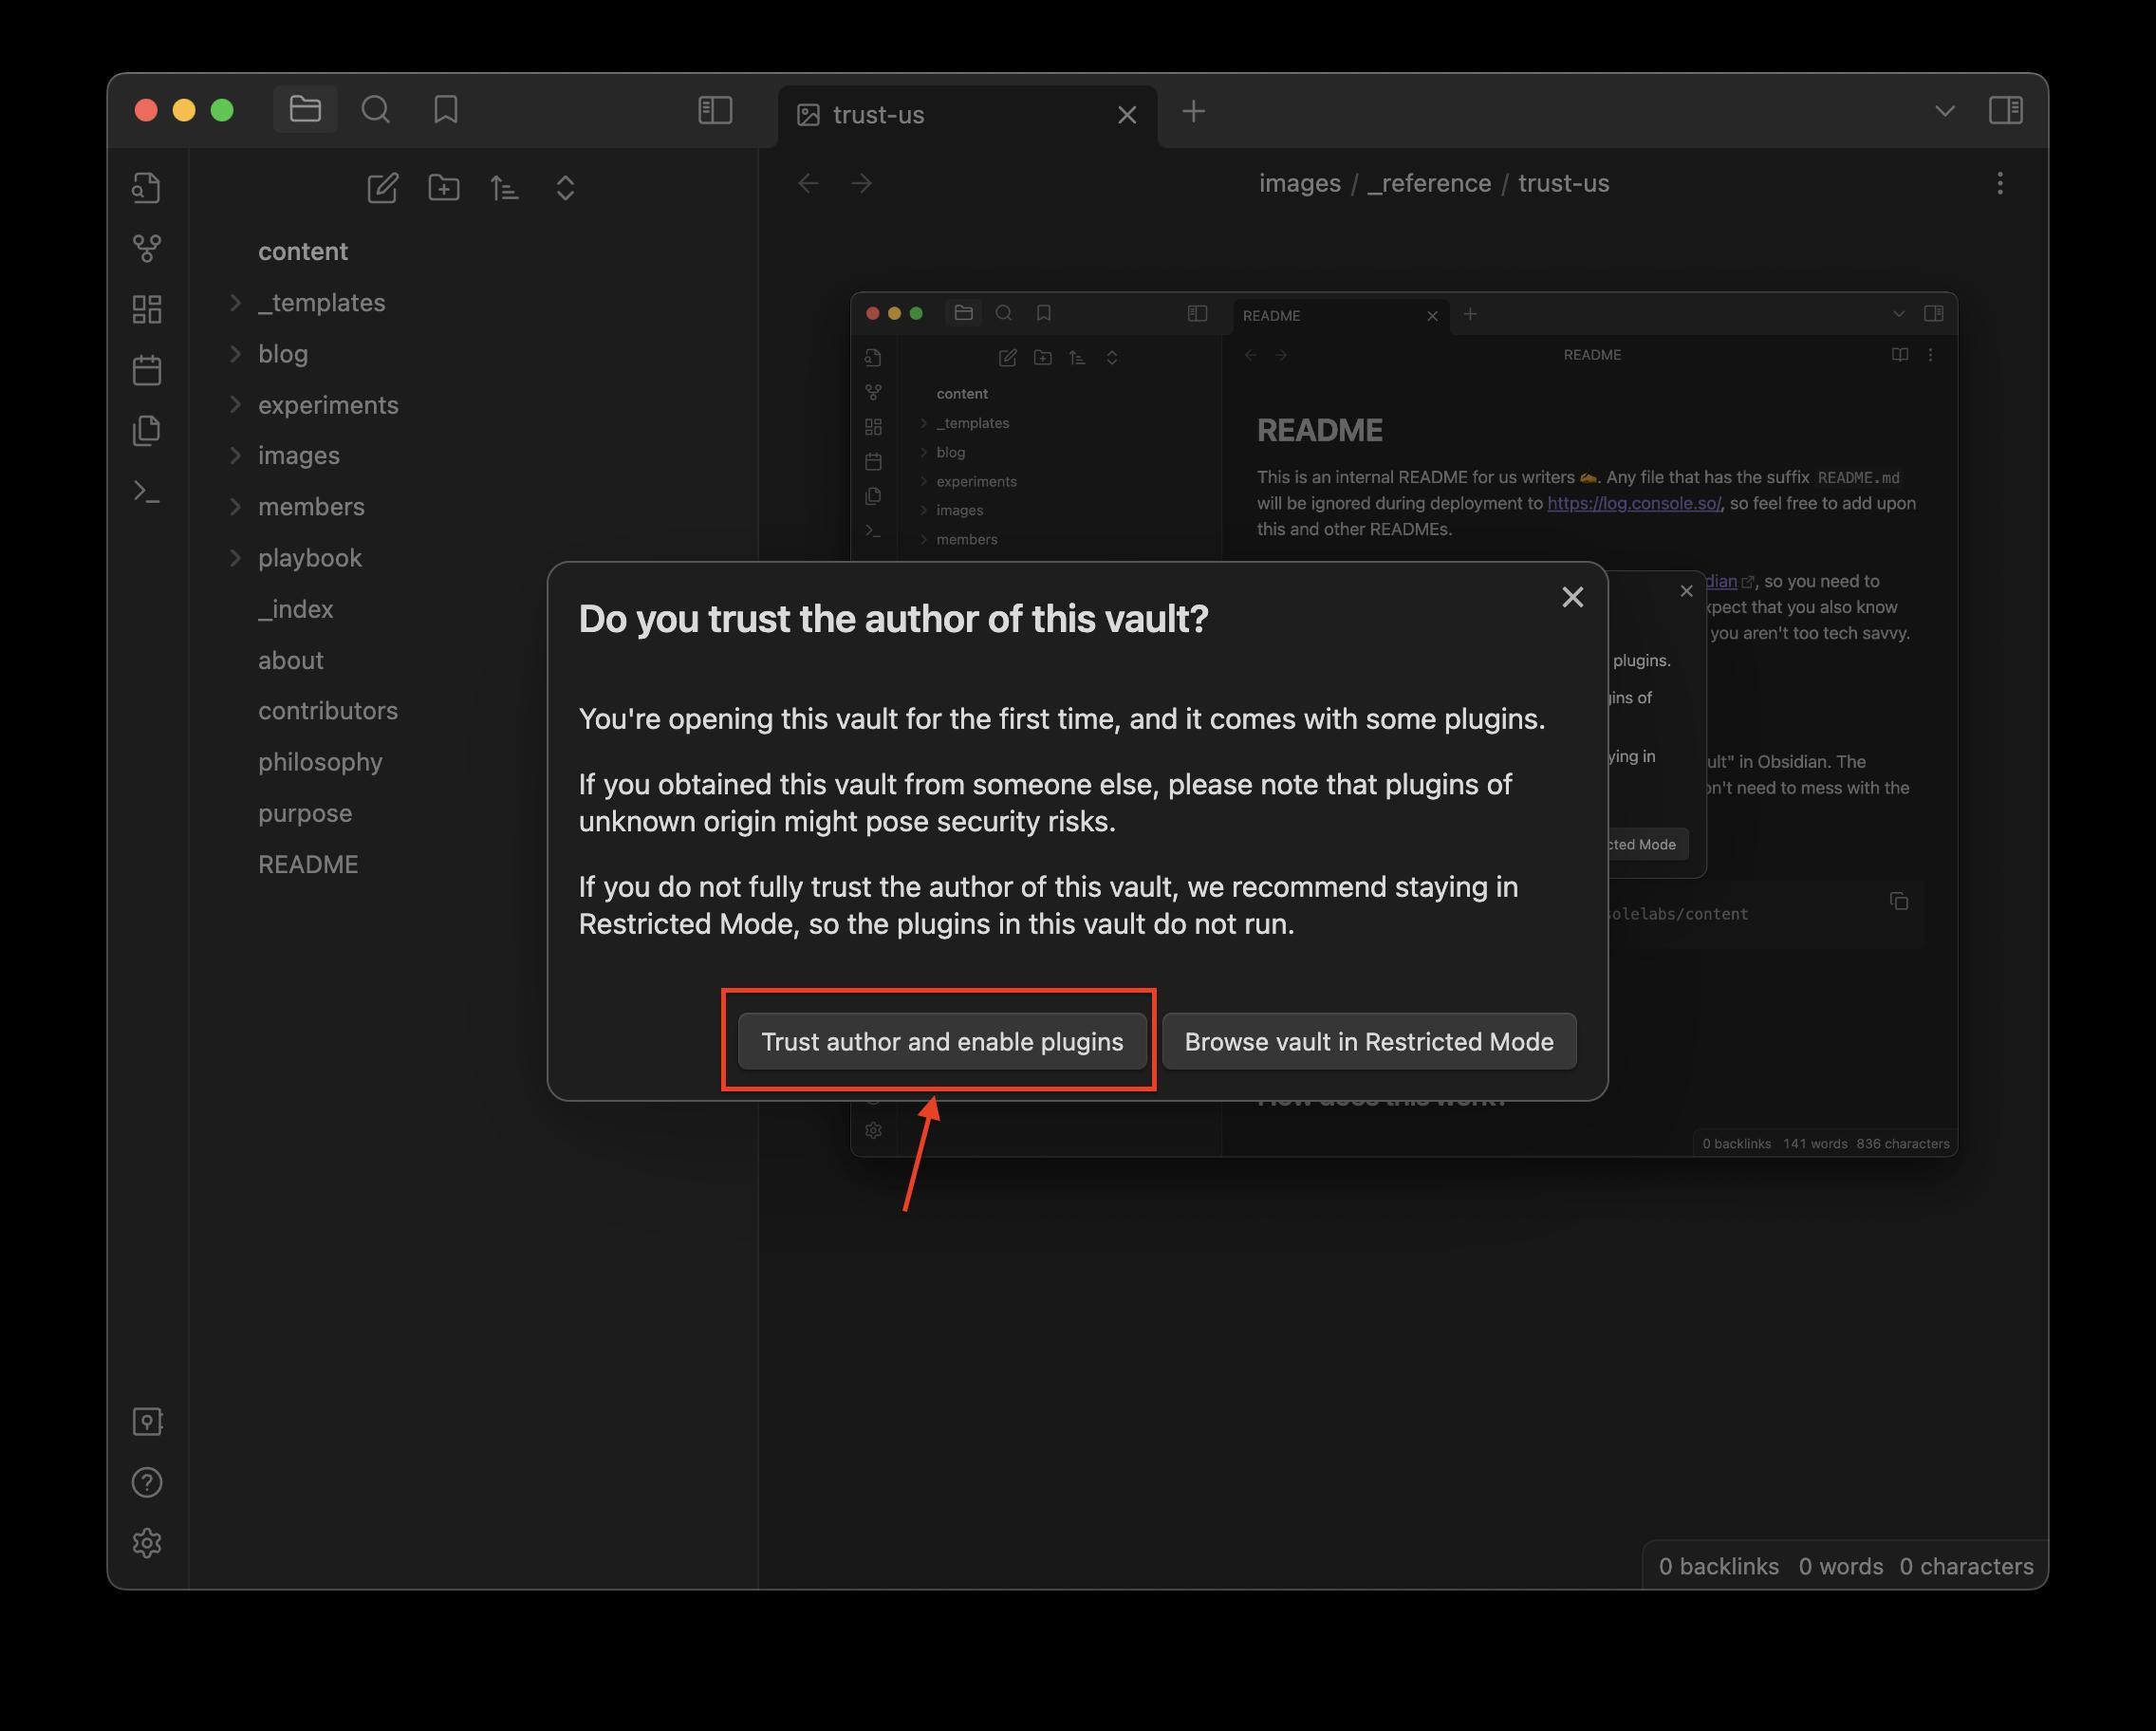 trust-us
images / _reference / trust-us
content
_templates
blog
experiments
images
members
playbook
_index
about
contributors
philosophy
purpose
README
README
README
content
_templates
blog
experiments
images
members
README
This is an internal README for us writers ✍️. Any file that has the suffix README.md
will be ignored during deployment to https://log.console.so/, so feel free to add upon
this and other READMEs.
, so you need to
that you also know
you aren't too tech savvy.
plugins.
of
in
in Obsidian. The
need to mess with the
Mode
/content
Do you trust the author of this vault?
You're opening this vault for the first time, and it comes with some plugins.
If you obtained this vault from someone else, please note that plugins of
unknown origin might pose security risks.
If you do not fully trust the author of this vault, we recommend staying in
Restricted Mode, so the plugins in this vault do not run.
Trust author and enable plugins
Browse vault in Restricted Mode
0 backlinks 141 words 836 characters
0 backlinks 0 words 0 characters